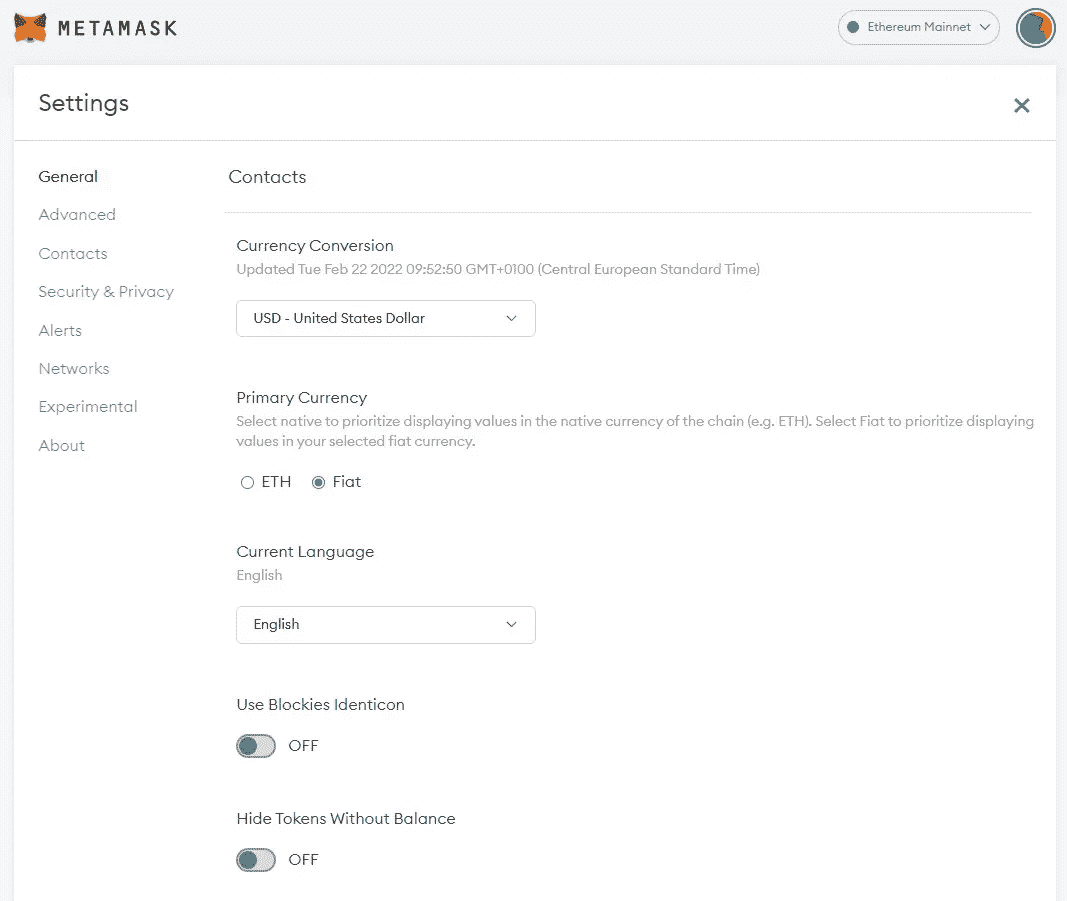 METAMASK
Ethereum Mainnet
Settings
General
Advanced
Contacts
Security & Privacy
Alerts
Networks
Experimental
About
Contacts
Currency Conversion
Updated Tue Feb 22 2022 09:52:50 GMT+0100 (Central European Standard Time)
USD - United States Dollar
Primary Currency
Select native to prioritize displaying values in the native currency of the chain (e.g. ETH). Select Fiat to prioritize displaying
values in your selected fiat currency.
ETH Fiat
Current Language
English
English
Use Blockies Identicon
OFF
Hide Tokens Without Balance
OFF